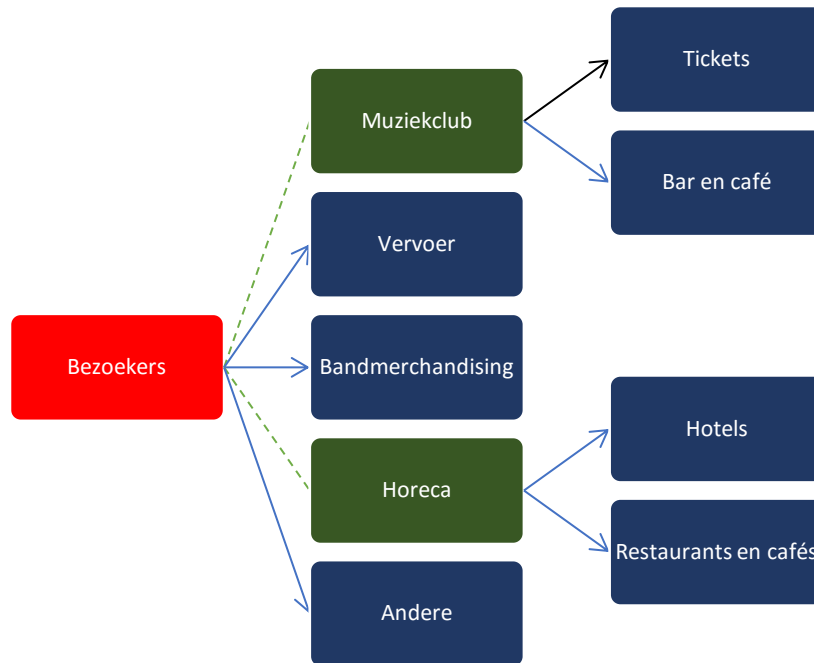 Tickets
Muziekclub
Bar en café
Vervoer
Bezoekers
Bandmerchandising
Hotels
Horeca
Restaurants en cafés
Andere